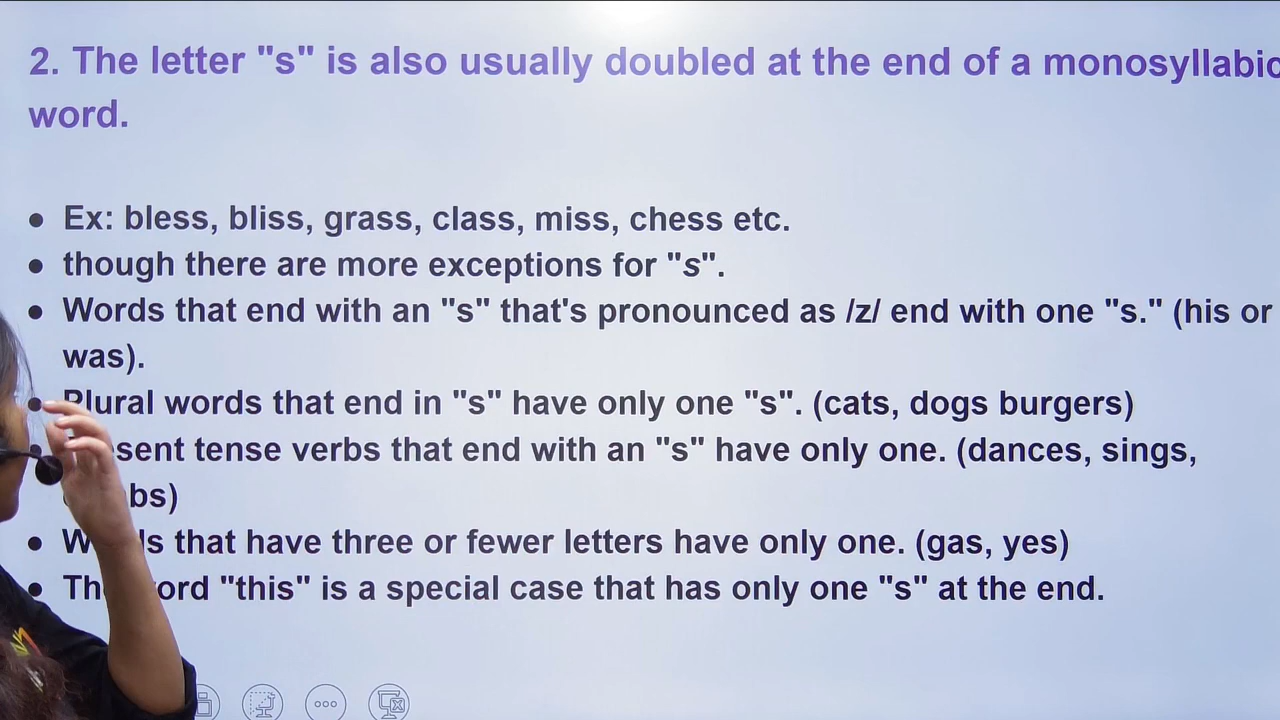 2. The letter "s" is also usually doubled at the end of a monosyllabic
word.
● Ex: bless, bliss, grass, class, miss, chess etc.
● though there are more exceptions for "s".
● Words that end with an "s" that's pronounced as /z/ end with one "s." (his or
was).
● Plural words that end in "s" have only one "s". (cats, dogs burgers)
sent tense verbs that end with an "s" have only one. (dances, sings,
bs)
● that have three or fewer letters have only one. (gas, yes)
● word "this" is a special case that has only one "s" at the end.